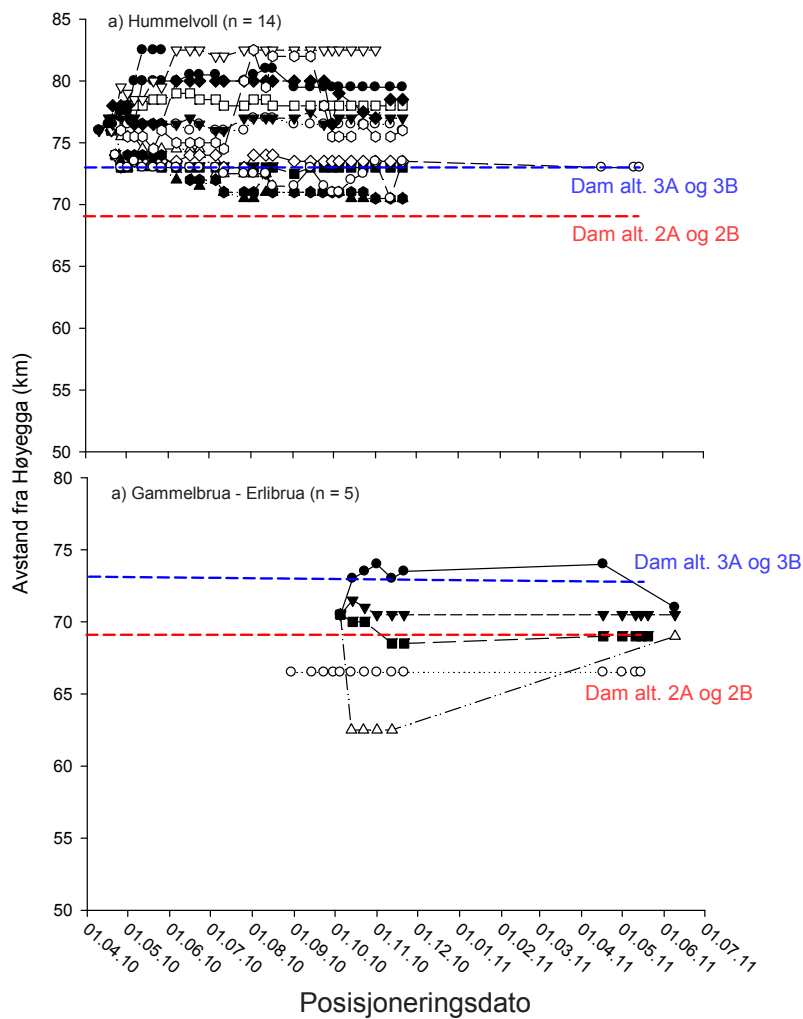 85
a) Hummelvoll (n = 14)
80
75
Dam alt. 3A og 3B
70
Dam alt. 2A og 2B
65
60
55
50
Avstand fra Høyegga (km)
80
a) Gammelbrua - Erlibrua (n = 5)
75
Dam alt. 3A og 3B
70
65
Dam alt. 2A og 2B
60
55
50
01.04.10 01.05.10 01.06.10 01.07.10 01.08.10 01.09.10 01.10.10 01.11.10 01.12.10 01.01.11 01.02.11 01.03.11 01.04.11 01.05.11 01.06.11 01.07.11
Posisjoneringsdato